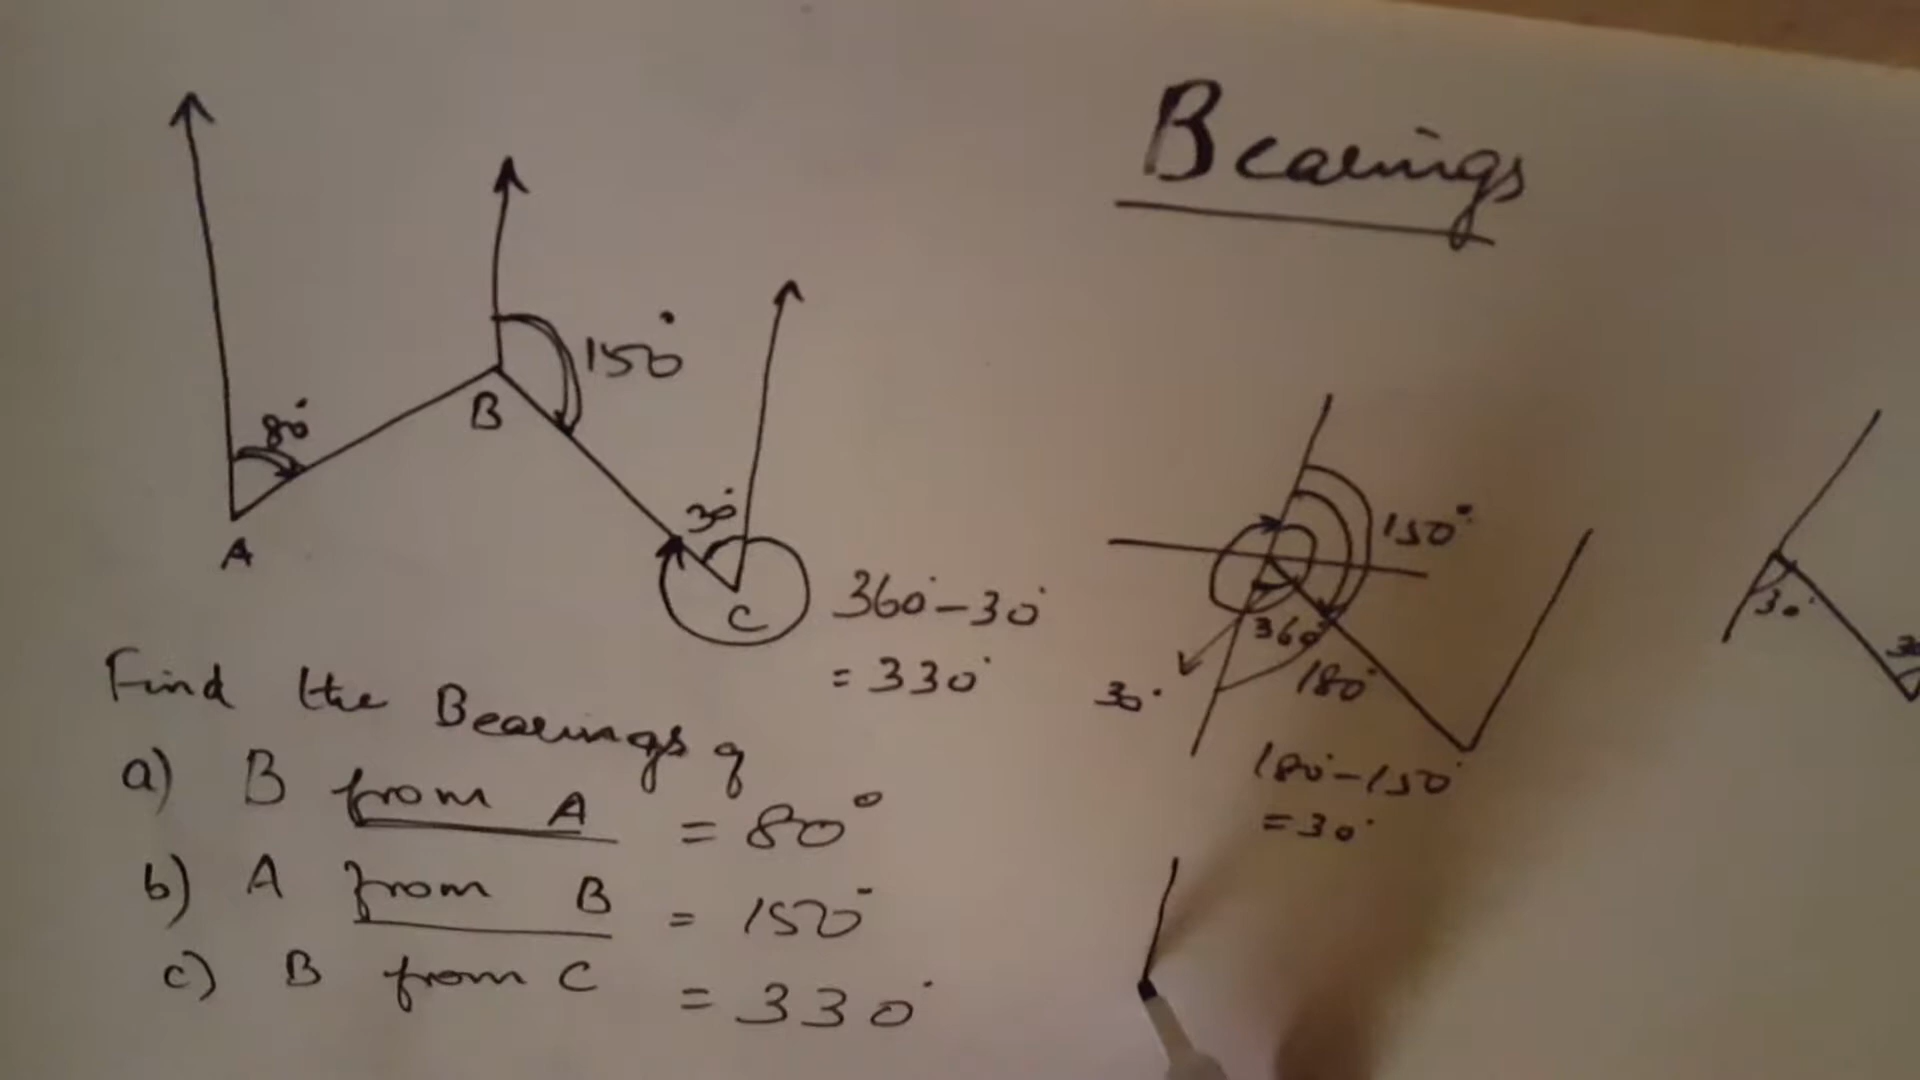 Bearings
80°
A
B
150°
30°
C
360°-30°
= 330°
Find the Bearings of
a) B from A = 80°
b) A from B = 150°
c) B from C = 330°
150°
360°
180°
30°
180°-150°
= 30°
30°